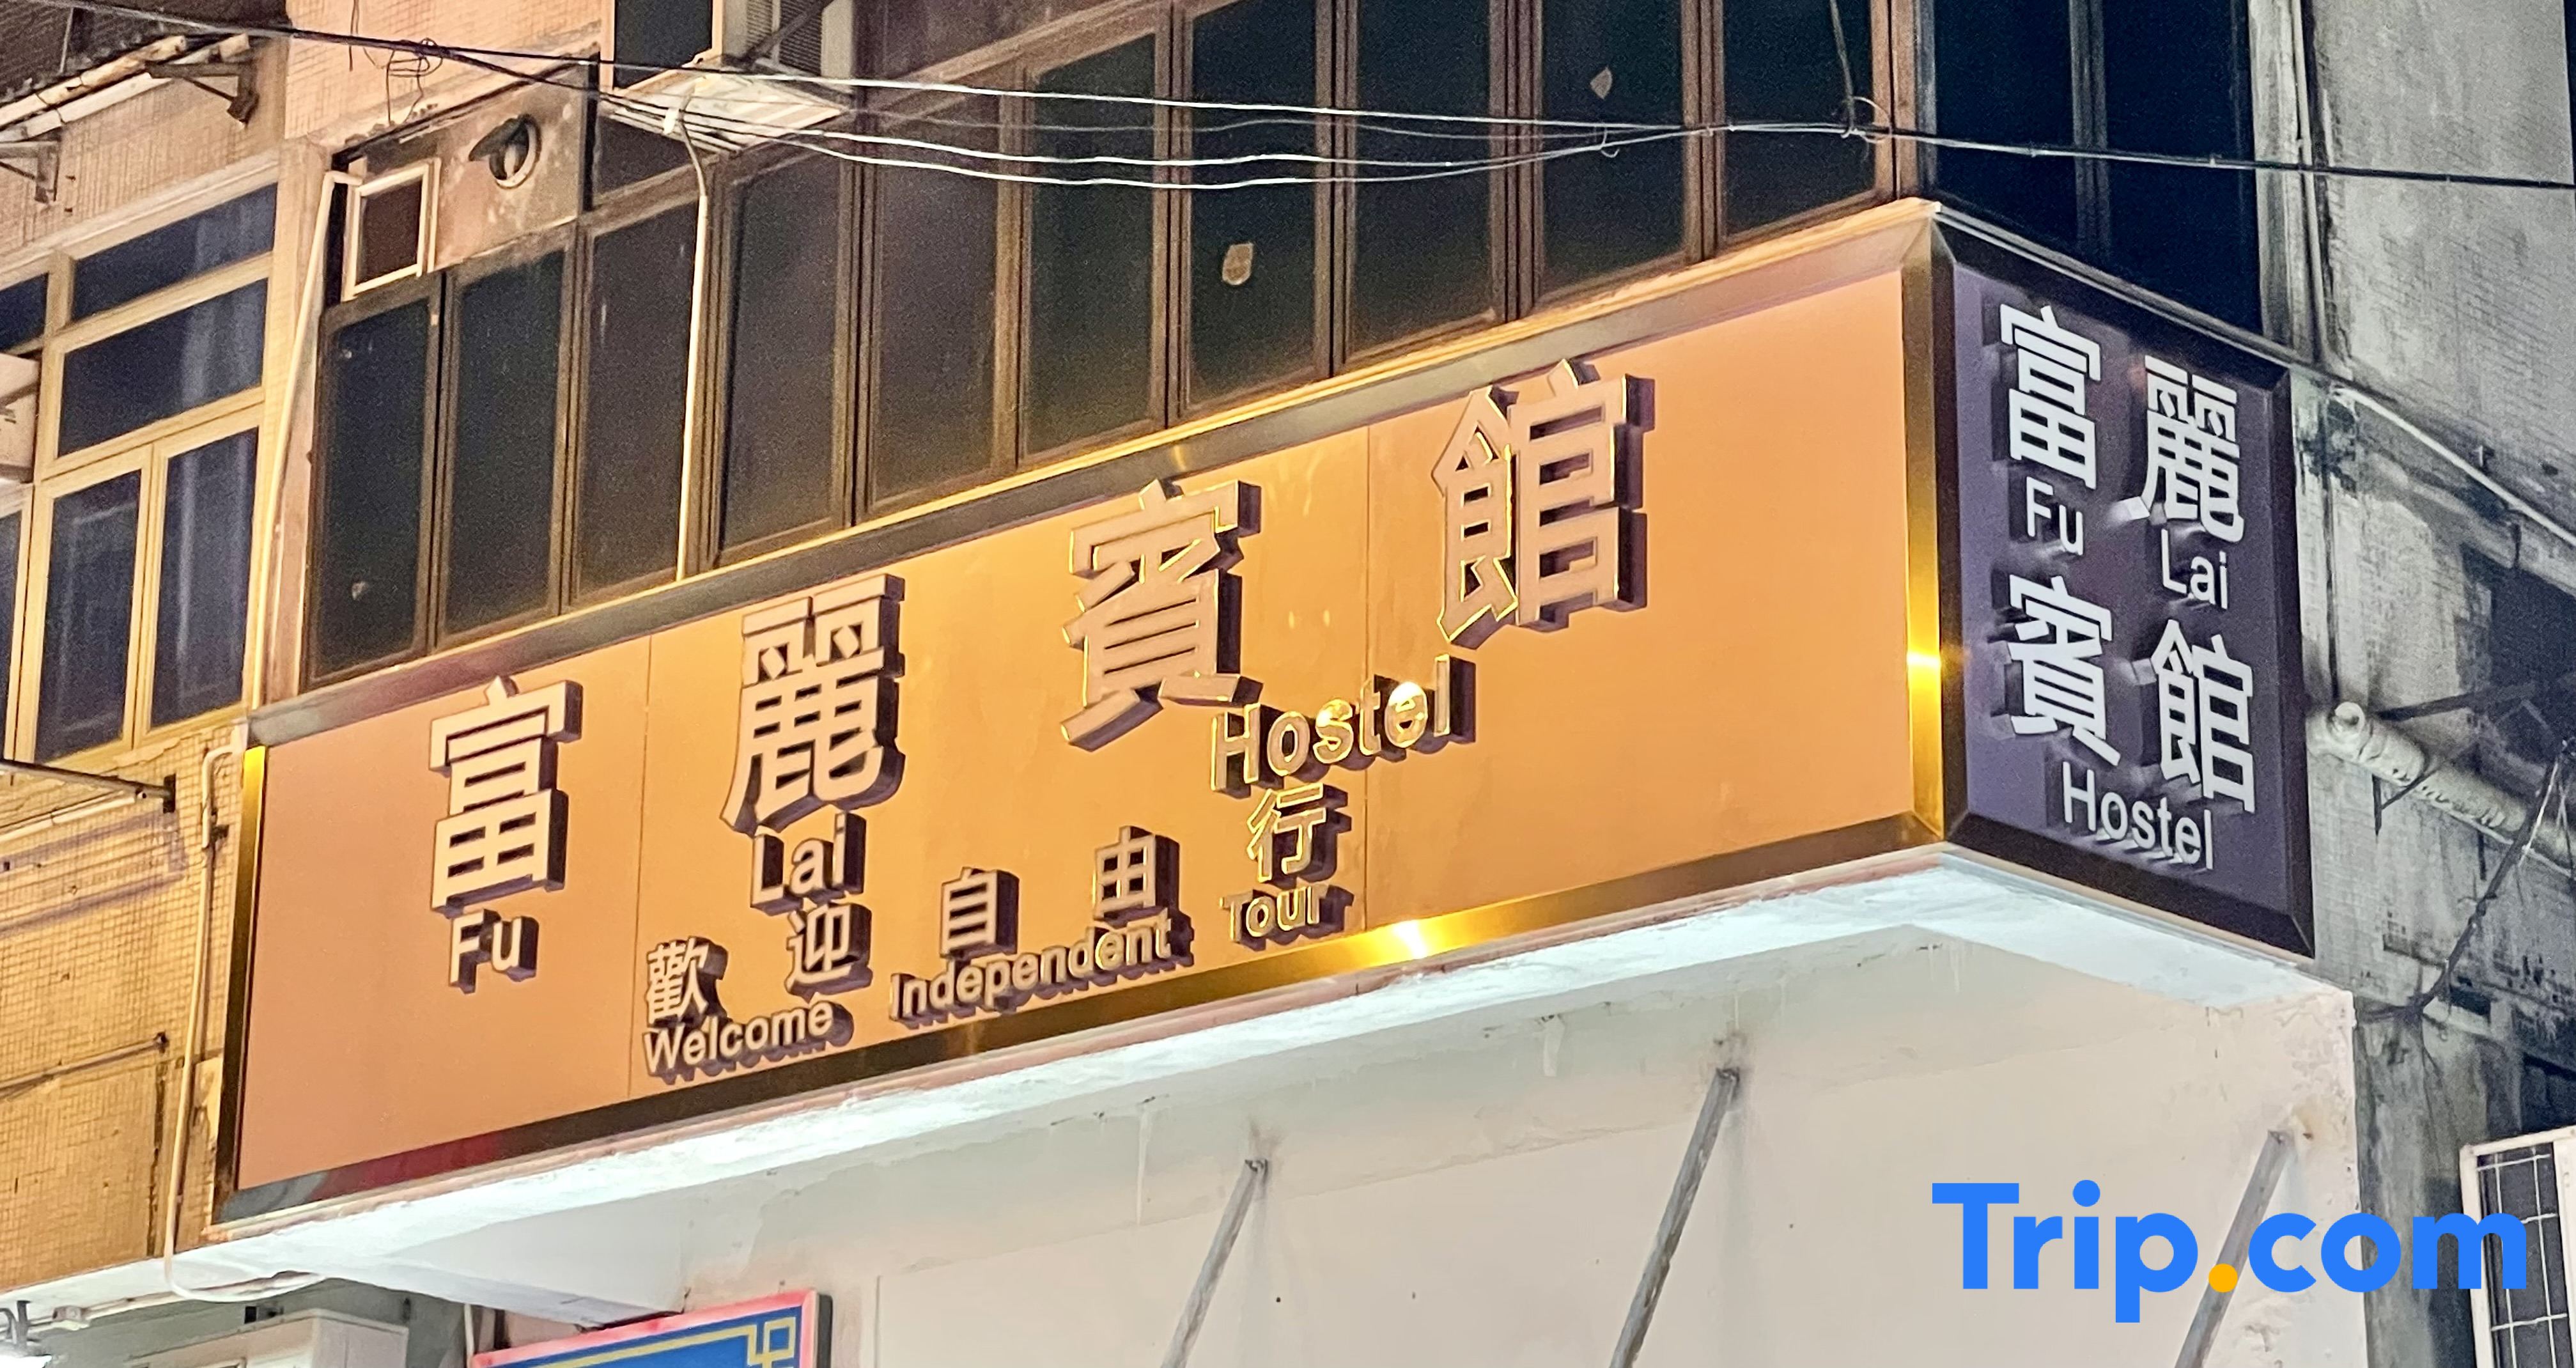 富麗賓館
Fu Lai Hostel
歡迎自由行
Welcome Independent Tour
富麗
Fu Lai
賓館
Hostel
Trip.com